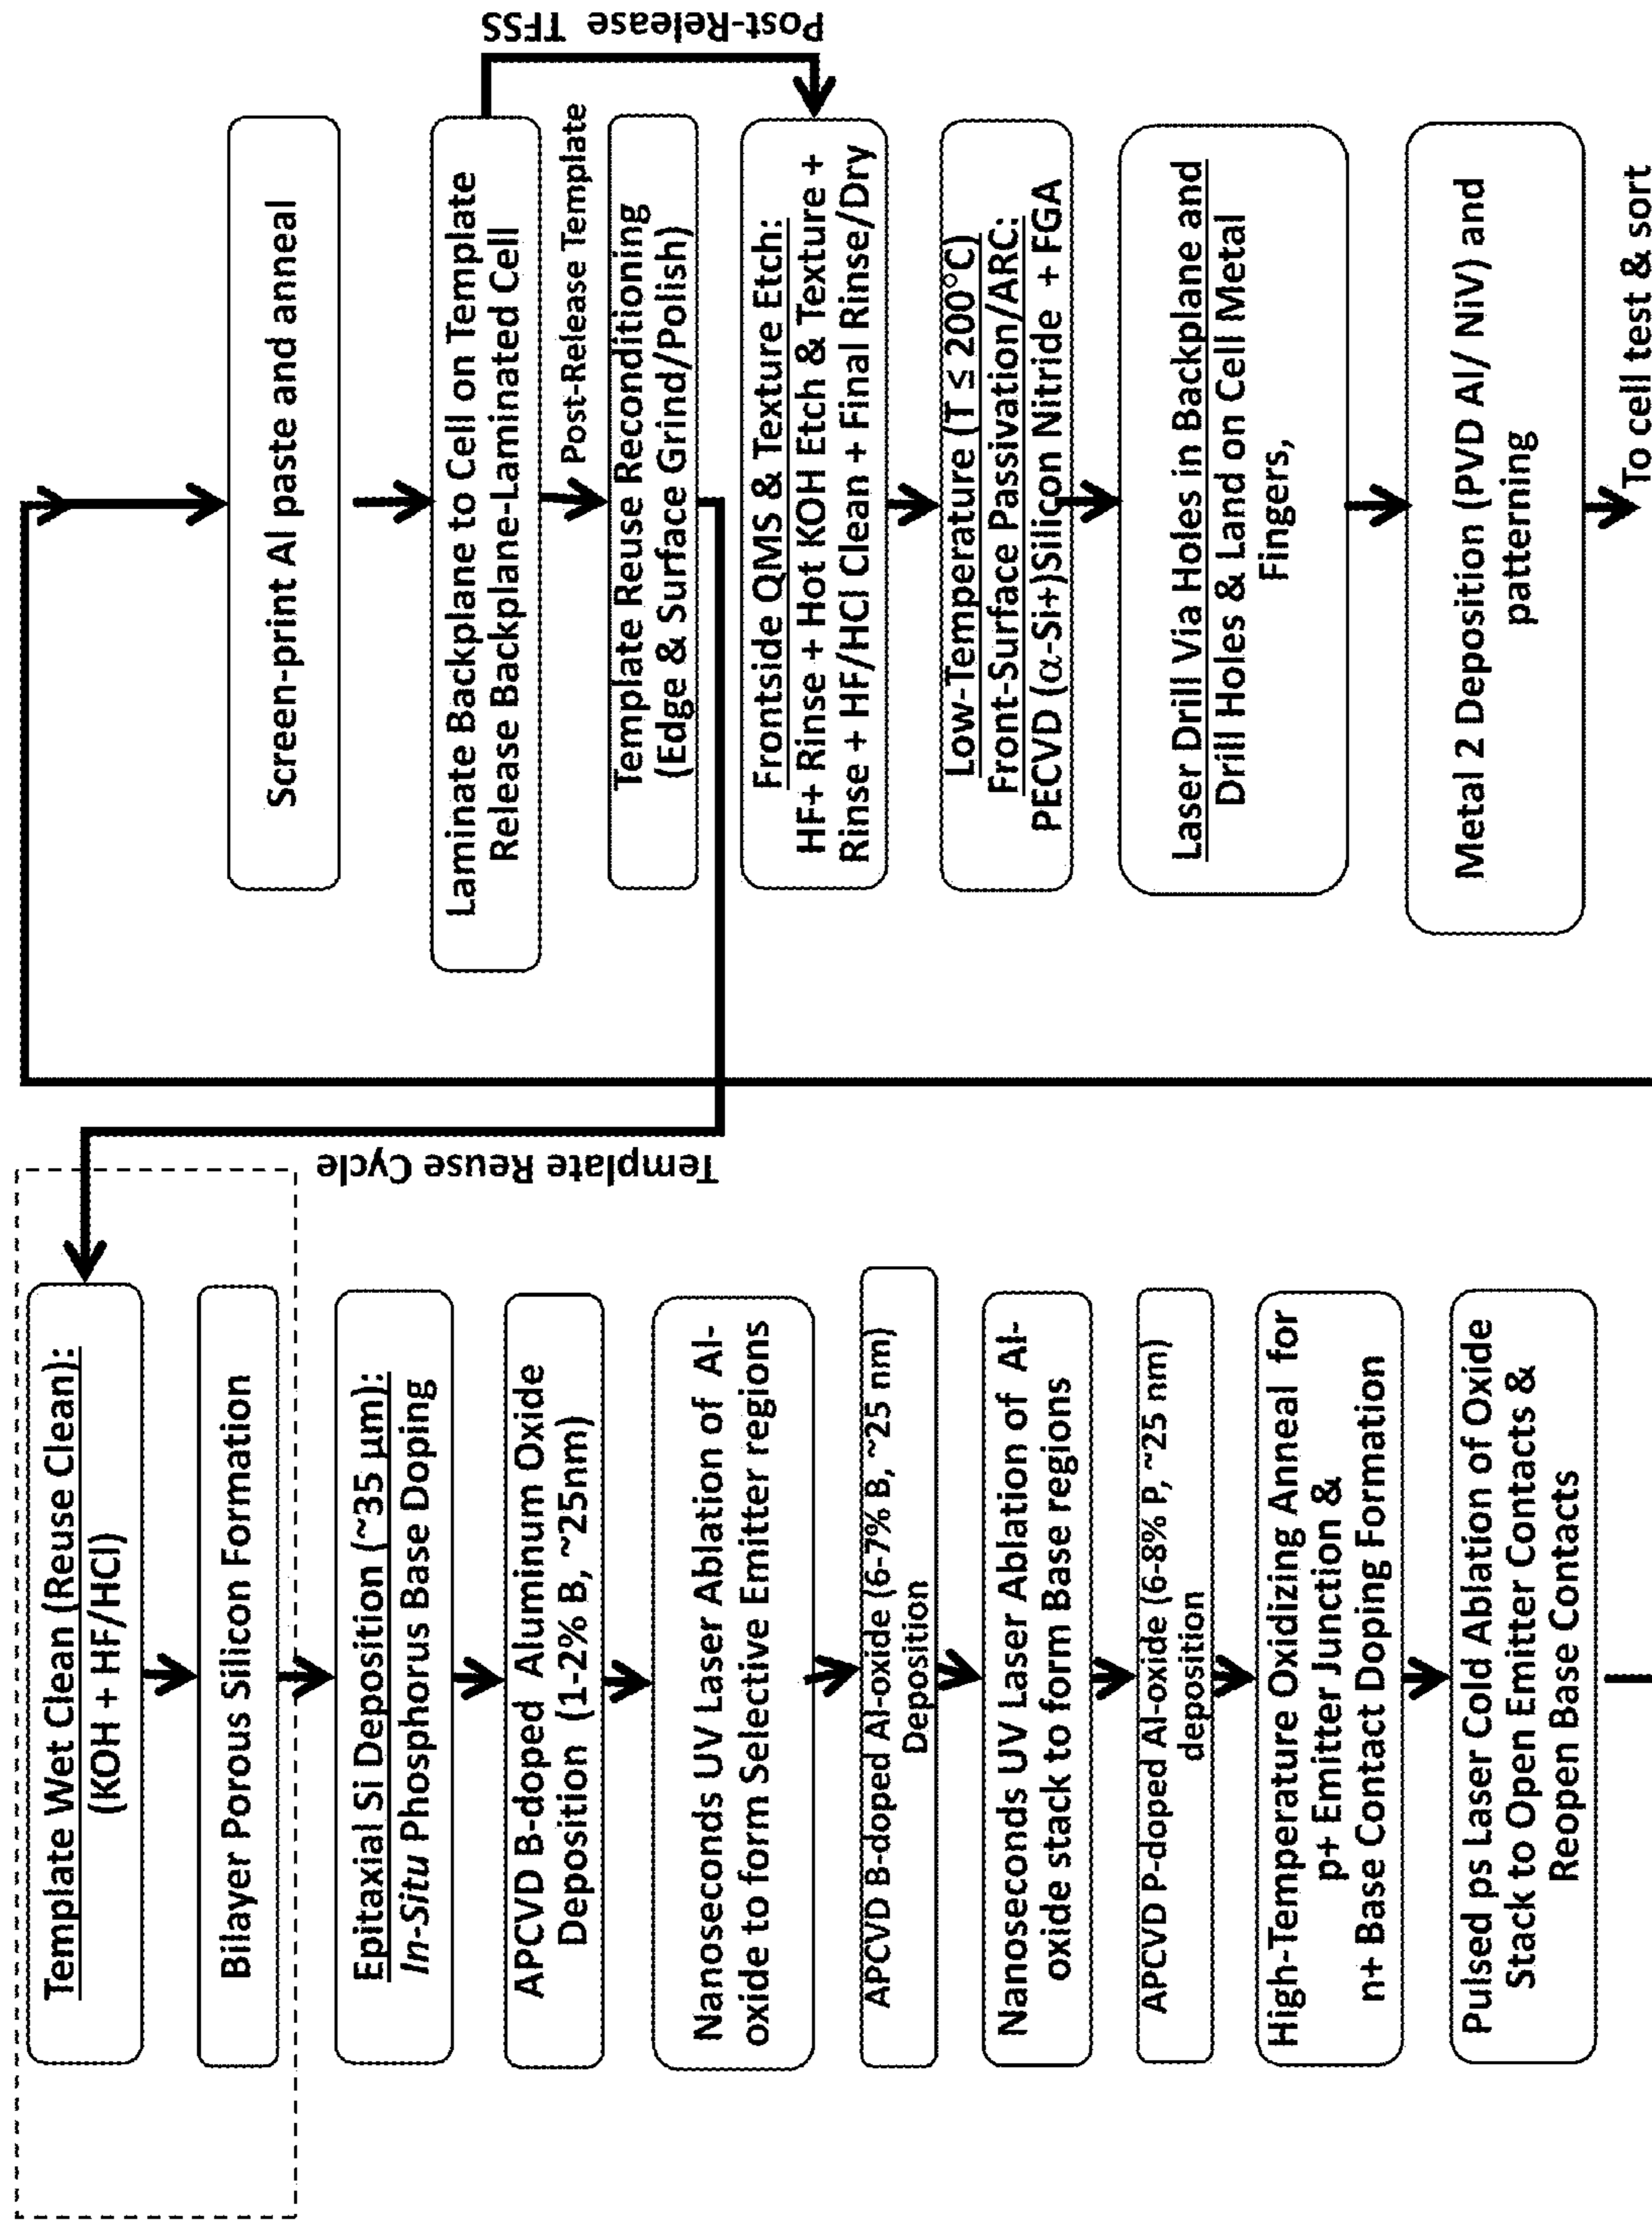 Template Wet Clean (Reuse Clean):
(KOH + HF/HCl)
Bilayer Porous Silicon Formation
Epitaxial Si Deposition (~35 µm):
In-Situ Phosphorus Base Doping
APCVD B-doped Aluminum Oxide
Deposition (1-2% B, ~25nm)
Nanoseconds UV Laser Ablation of Al-
oxide to form Selective Emitter regions
APCVD B-doped Al-oxide (6-7% B, ~25 nm)
Deposition
Nanoseconds UV Laser Ablation of Al-
oxide stack to form Base regions
APCVD P-doped Al-oxide (6-8% P, ~25 nm)
deposition
High-Temperature Oxidizing Anneal for
p+ Emitter Junction &
n+ Base Contact Doping Formation
Pulsed ps Laser Cold Ablation of Oxide
Stack to Open Emitter Contacts &
Reopen Base Contacts
Template Reuse Cycle
Screen-print Al paste and anneal
Laminate Backplane to Cell on Template
Release Backplane-Laminated Cell
Post-Release TFSS
Post-Release Template
Template Reuse Reconditioning
(Edge & Surface Grind/Polish)
Frontside QMS & Texture Etch:
HF+ Rinse + Hot KOH Etch & Texture +
Rinse + HF/HCl Clean + Final Rinse/Dry
Low-Temperature (T ≤ 200°C)
Front-Surface Passivation/ARC:
PECVD (α-Si+)Silicon Nitride + FGA
Laser Drill Via Holes in Backplane and
Drill Holes & Land on Cell Metal
Fingers,
Metal 2 Deposition (PVD Al/ NiV) and
patterning
To cell test & sort